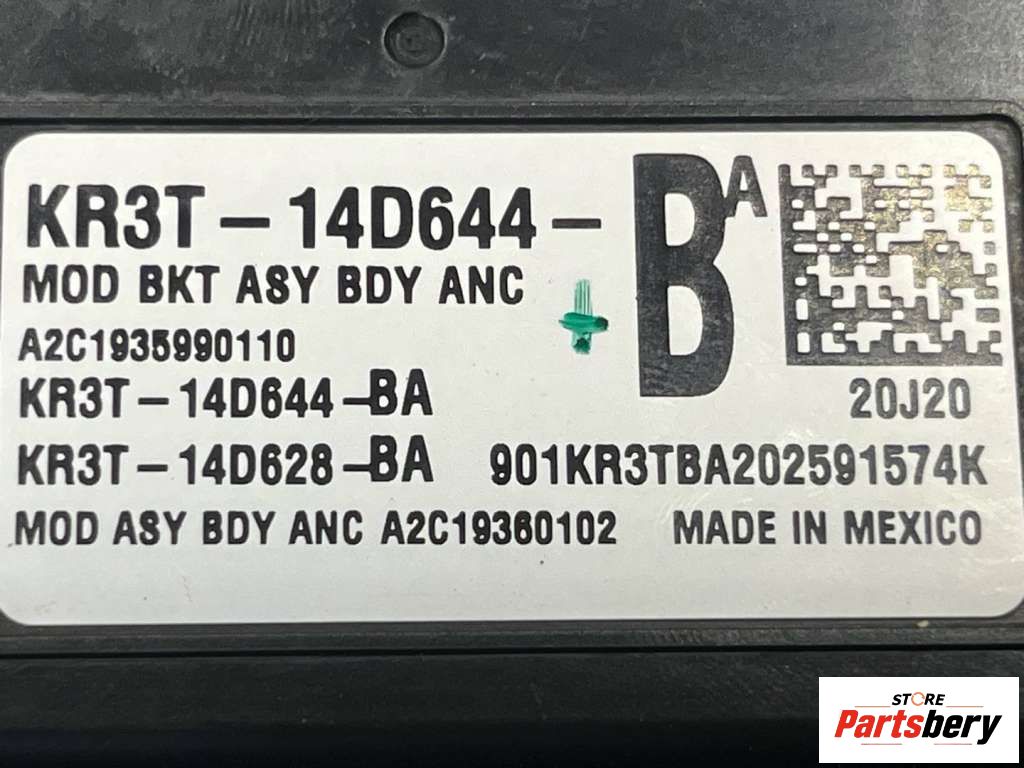 KR3T-14D644-BA
MOD BKT ASY BDY ANC
A2C1935990110
KR3T-14D644-BA
20J20
KR3T-14D628-BA 901KR3TBA202591574K
MOD ASY BDY ANC A2C19360102 MADE IN MEXICO
STORE
Partsbery